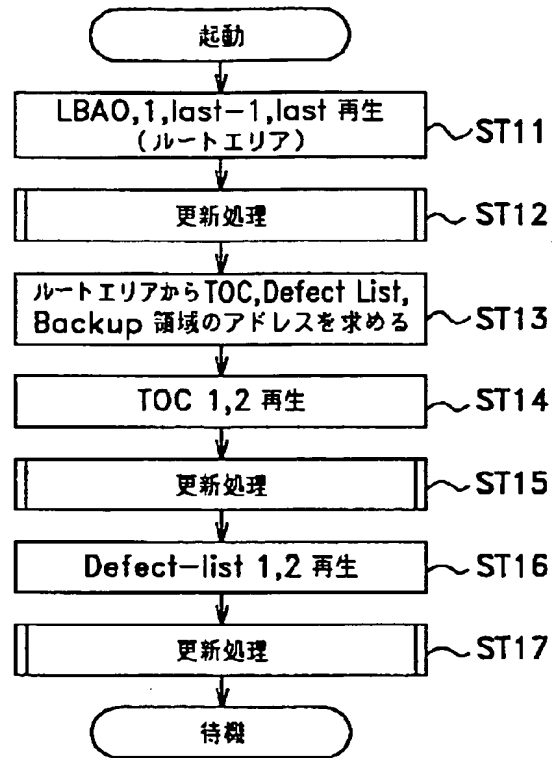 起動
LBA0,1,last-1,last 再生
(ルートエリア)
ST11
更新処理
ST12
ルートエリアからTOC,Defect List,
Backup 領域のアドレスを求める
ST13
TOC 1,2 再生
ST14
更新処理
ST15
Defect-list 1,2 再生
ST16
更新処理
ST17
待機